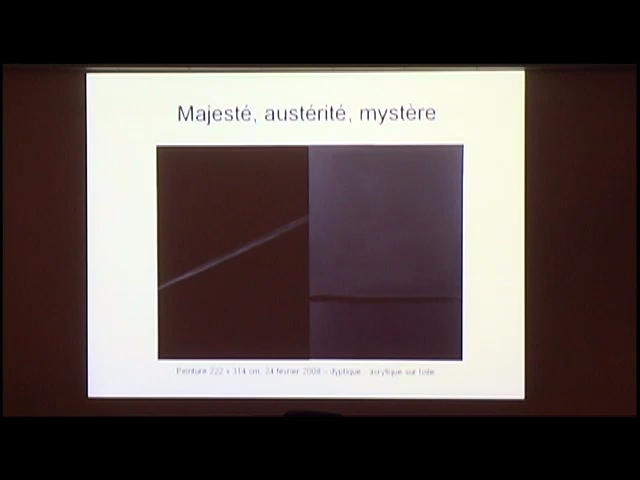 Majesté, austérité, mystère
Peinture 222 x 314 cm, 24 février 2008 – dyptique - acrylique sur toile